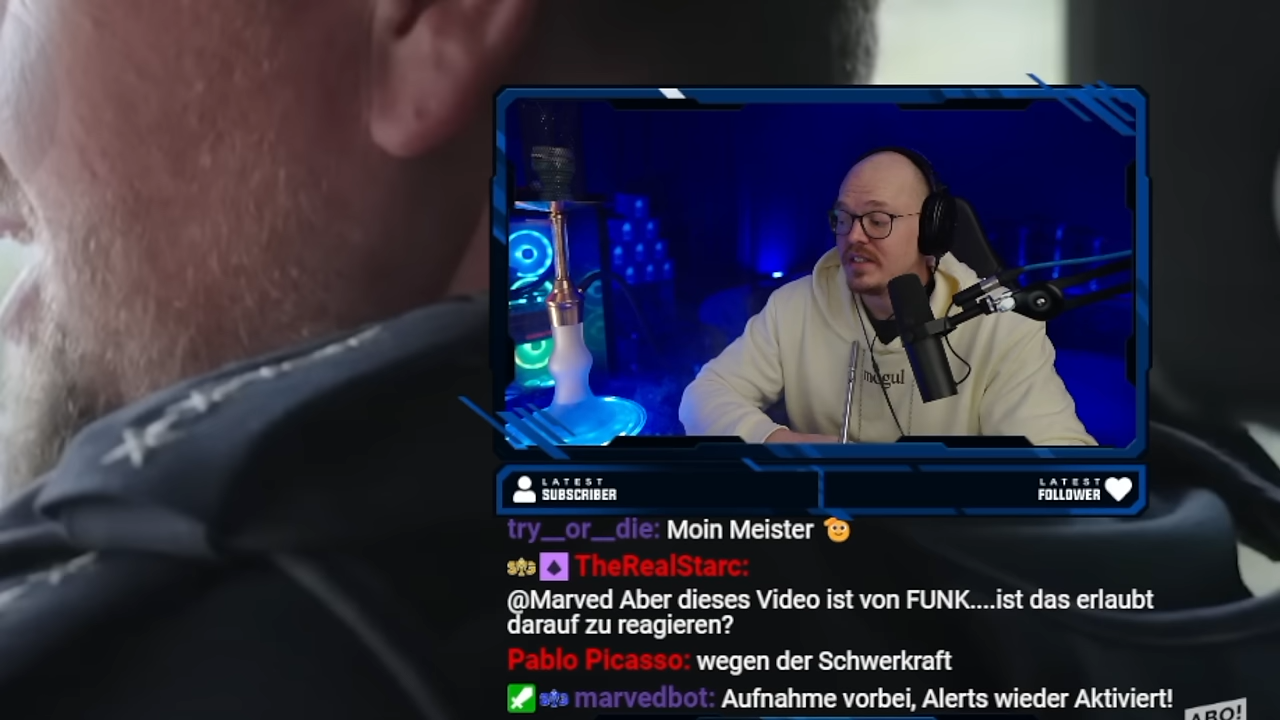 mogul
LATEST
SUBSCRIBER
LATEST
FOLLOWER
try__or__die: Moin Meister
TheRealStarc:
@Marved Aber dieses Video ist von FUNK....ist das erlaubt
darauf zu reagieren?
Pablo Picasso: wegen der Schwerkraft
marvedbot: Aufnahme vorbei, Alerts wieder Aktiviert!
ABO!